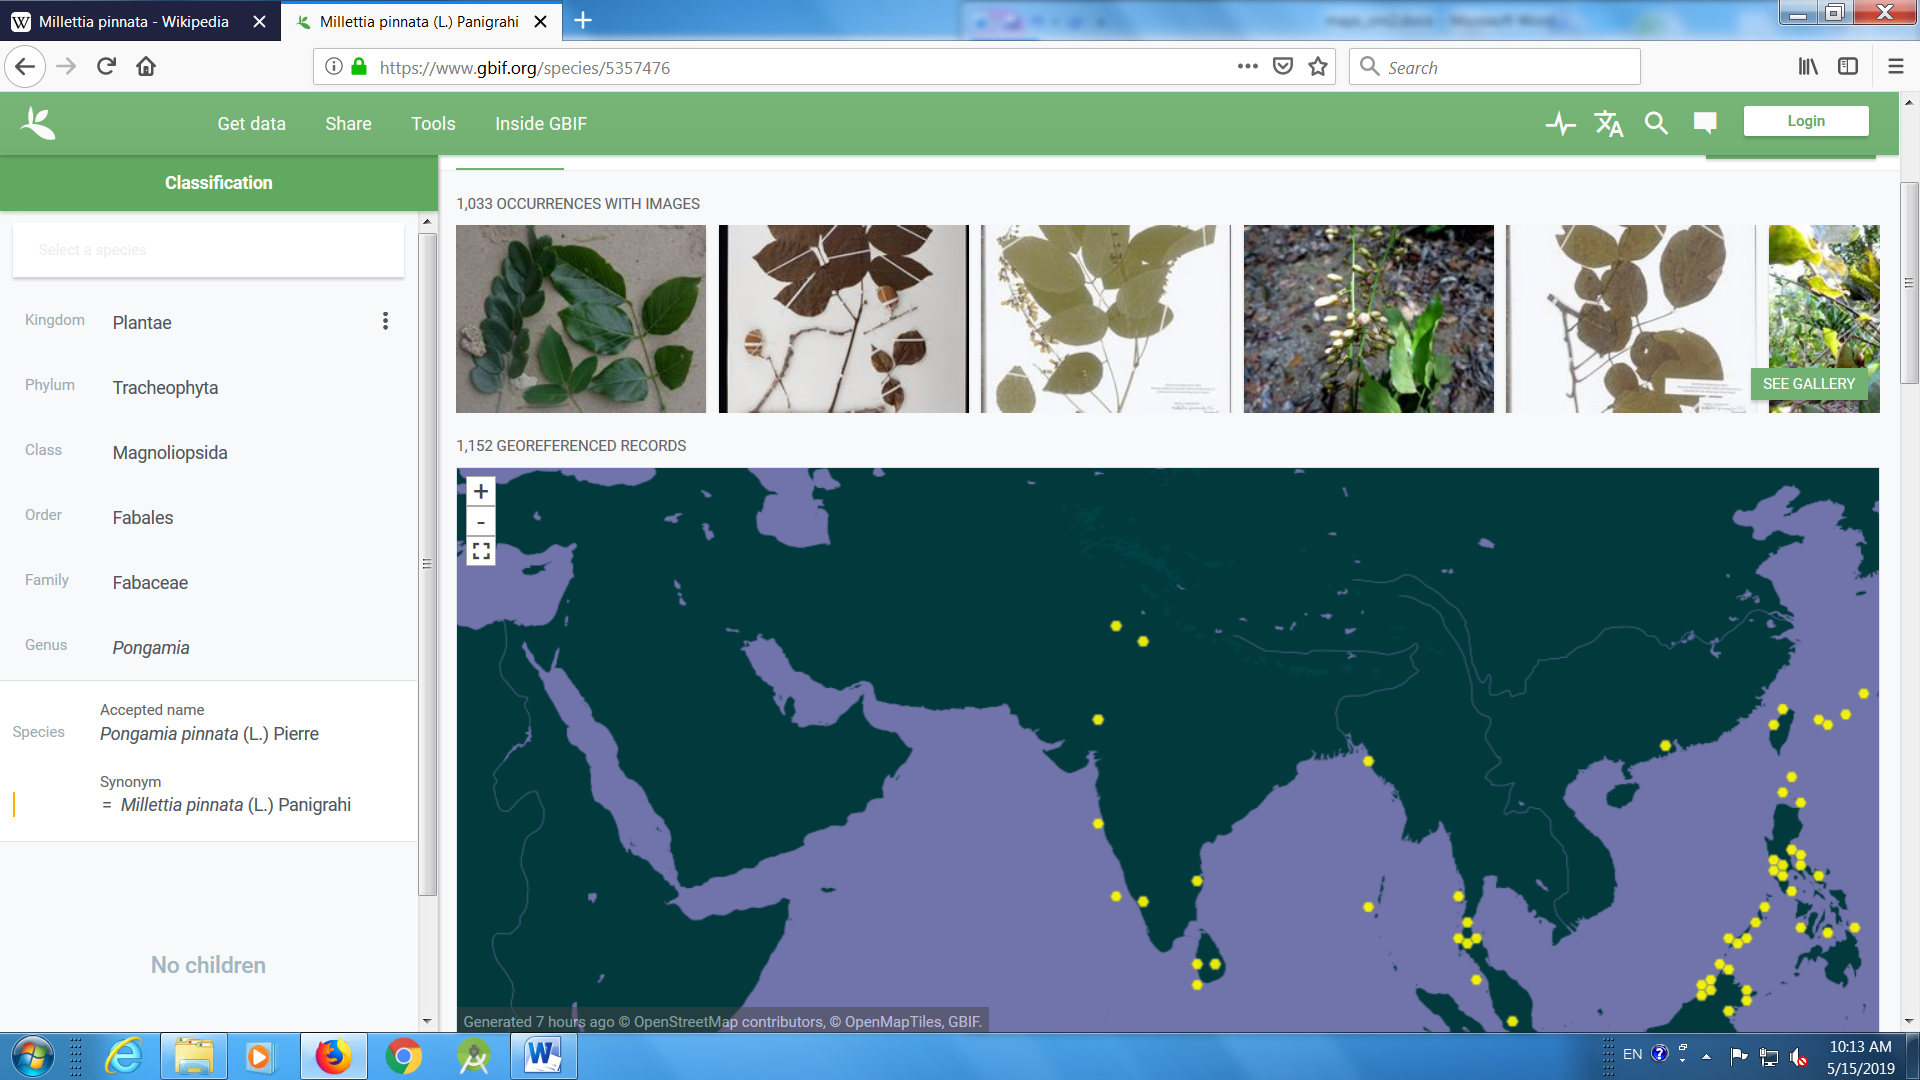 Millettia pinnata - Wikipedia
Millettia pinnata (L.) Panigrahi
https://www.gbif.org/species/5357476
Search
Get data
Share
Tools
Inside GBIF
Login
Classification
Select a species
Kingdom Plantae
Phylum Tracheophyta
Class Magnoliopsida
Order Fabales
Family Fabaceae
Genus Pongamia
Accepted name
Species Pongamia pinnata (L.) Pierre
Synonym
= Millettia pinnata (L.) Panigrahi
No children
1,033 OCCURRENCES WITH IMAGES
SEE GALLERY
1,152 GEOREFERENCED RECORDS
+
-
Generated 7 hours ago © OpenStreetMap contributors, © OpenMapTiles, GBIF.
EN
10:13 AM
5/15/2019